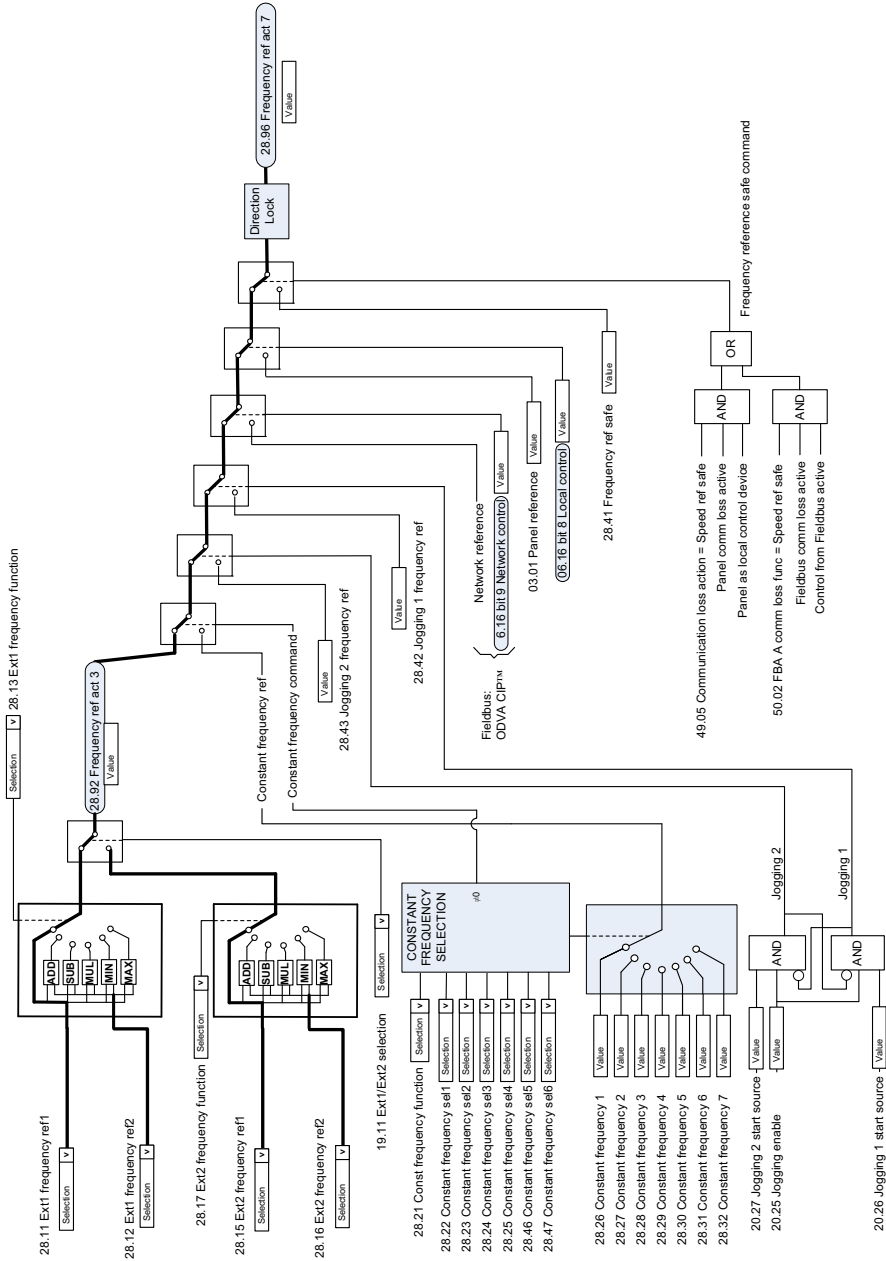 28.11 Ext1 frequency ref1
Selection v
28.12 Ext1 frequency ref2
Selection v
ADD
SUB
MUL
MIN
MAX
Selection v 28.13 Ext1 frequency function
28.17 Ext2 frequency function Selection v
28.15 Ext2 frequency ref1
Selection v
28.16 Ext2 frequency ref2
Selection v
ADD
SUB
MUL
MIN
MAX
19.11 Ext1/Ext2 selection Selection v
28.92 Frequency ref act 3
Value
28.21 Const frequency function Selection v
28.22 Constant frequency sel1 Selection v
28.23 Constant frequency sel2 Selection v
28.24 Constant frequency sel3 Selection v
28.25 Constant frequency sel4 Selection v
28.46 Constant frequency sel5 Selection v
28.47 Constant frequency sel6 Selection v
CONSTANT
FREQUENCY
SELECTION
≠0
Constant frequency ref
Constant frequency command
28.26 Constant frequency 1 Value
28.27 Constant frequency 2 Value
28.28 Constant frequency 3 Value
28.29 Constant frequency 4 Value
28.30 Constant frequency 5 Value
28.31 Constant frequency 6 Value
28.32 Constant frequency 7 Value
20.27 Jogging 2 start source Value
20.25 Jogging enable Value
20.26 Jogging 1 start source Value
AND
AND
Jogging 2
Jogging 1
Value
28.43 Jogging 2 frequency ref
Value
28.42 Jogging 1 frequency ref
Fieldbus:
ODVA CIP™
Network reference
6.16 bit 9 Network control Value
03.01 Panel reference Value
06.16 bit 8 Local control Value
28.41 Frequency ref safe Value
49.05 Communication loss action = Speed ref safe
Panel comm loss active
Panel as local control device
AND
50.02 FBA A comm loss func = Speed ref safe
Fieldbus comm loss active
Control from Fieldbus active
AND
OR
Frequency reference safe command
Direction
Lock
28.96 Frequency ref act 7
Value